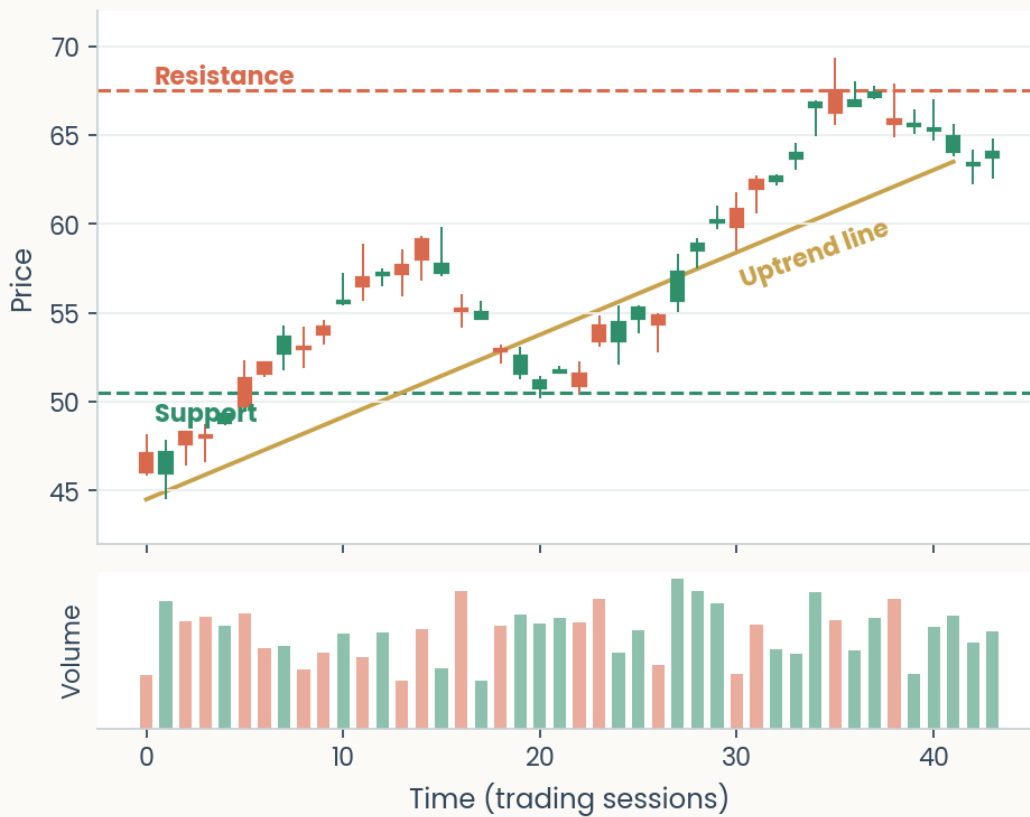 70
Resistance
65
60
Uptrend line
55
50
Support
45
Price
Volume
0 10 20 30 40
Time (trading sessions)